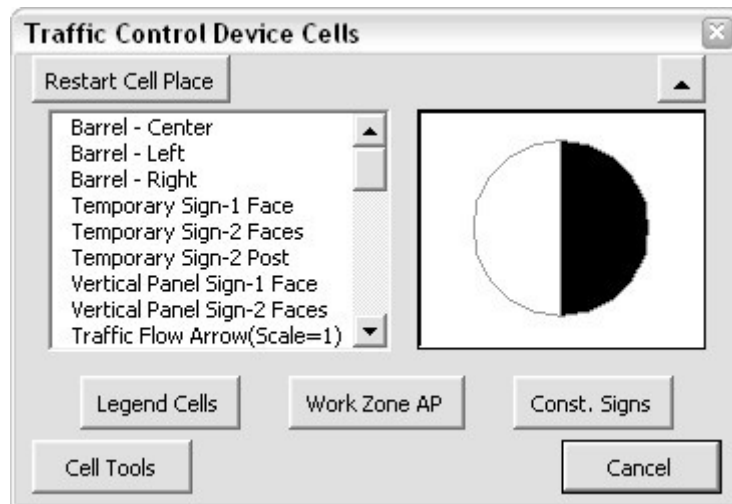 Traffic Control Device Cells
Restart Cell Place
Barrel - Center
Barrel - Left
Barrel - Right
Temporary Sign-1 Face
Temporary Sign-2 Faces
Temporary Sign-2 Post
Vertical Panel Sign-1 Face
Vertical Panel Sign-2 Faces
Traffic Flow Arrow(Scale=1)
Legend Cells
Work Zone AP
Const. Signs
Cell Tools
Cancel